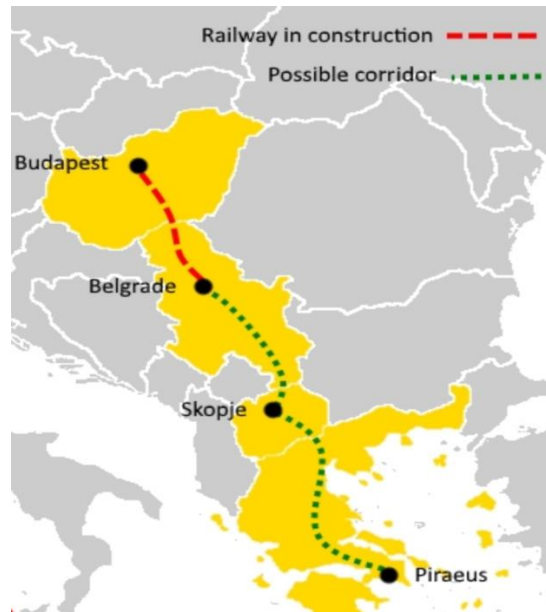 Railway in construction
Possible corridor
Budapest
Belgrade
Skopje
Piraeus